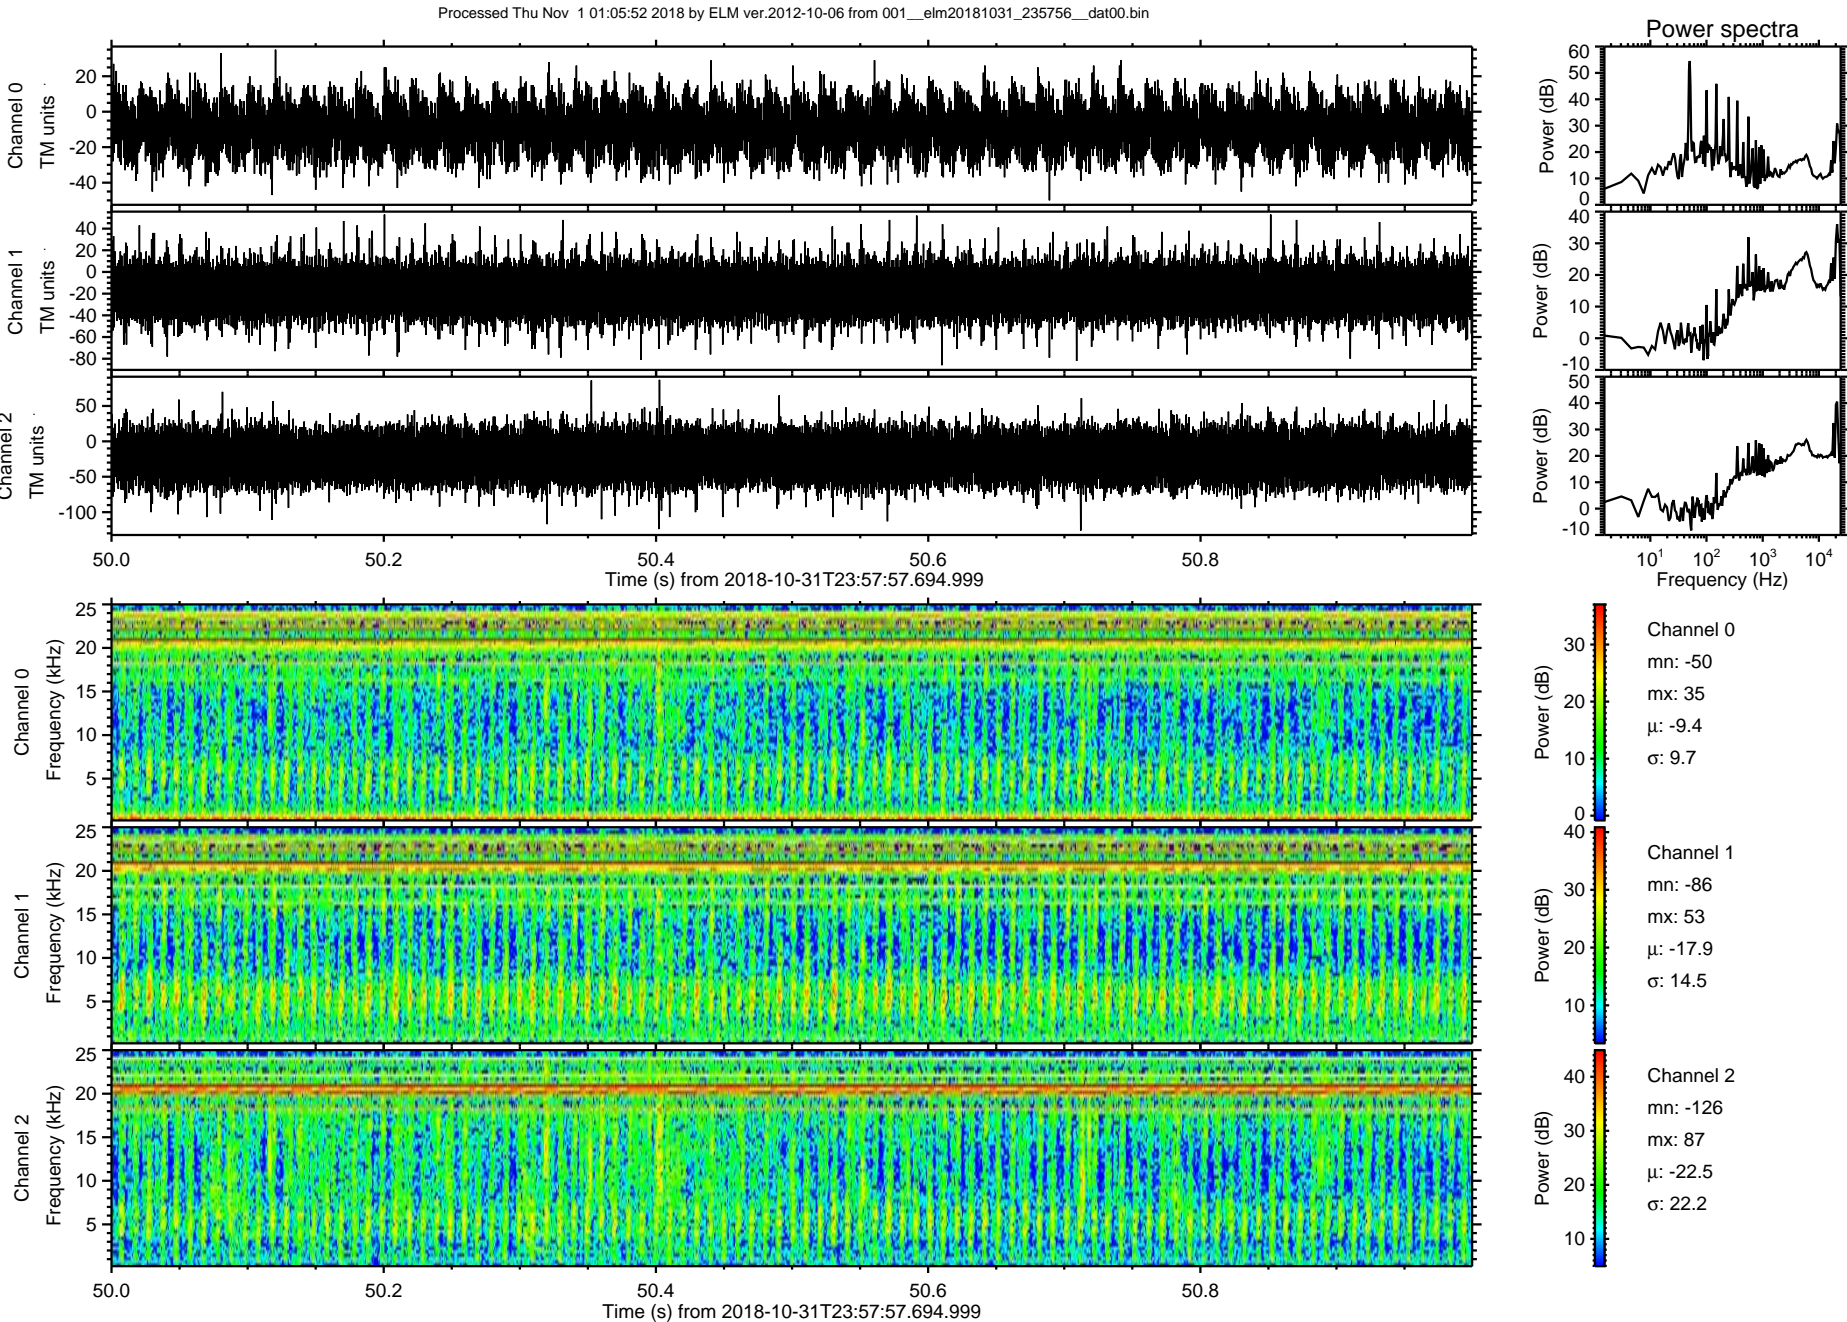 Processed Thu Nov  1 01:05:52 2018 by ELM ver.2012-10-06 from 001__elm20181031_235756__dat00.bin
Power spectra
Channel 0
TM units
20
0
-20
-40
Power (dB)
60
50
40
30
20
10
0
Channel 1
TM units
40
20
0
-20
-40
-60
-80
Power (dB)
40
30
20
10
0
-10
Channel 2
TM units
50
0
-50
-100
Power (dB)
50
40
30
20
10
0
-10
50.0 50.2 50.4 50.6 50.8
Time (s) from 2018-10-31T23:57:57.694.999
10^1 10^2 10^3 10^4
Frequency (Hz)
Channel 0
Frequency (kHz)
25
20
15
10
5
Power (dB)
30
20
10
0
Channel 0
mn: -50
mx: 35
μ: -9.4
σ: 9.7
Channel 1
Frequency (kHz)
25
20
15
10
5
Power (dB)
40
30
20
10
Channel 1
mn: -86
mx: 53
μ: -17.9
σ: 14.5
Channel 2
Frequency (kHz)
25
20
15
10
5
Power (dB)
40
30
20
10
Channel 2
mn: -126
mx: 87
μ: -22.5
σ: 22.2
50.0 50.2 50.4 50.6 50.8
Time (s) from 2018-10-31T23:57:57.694.999